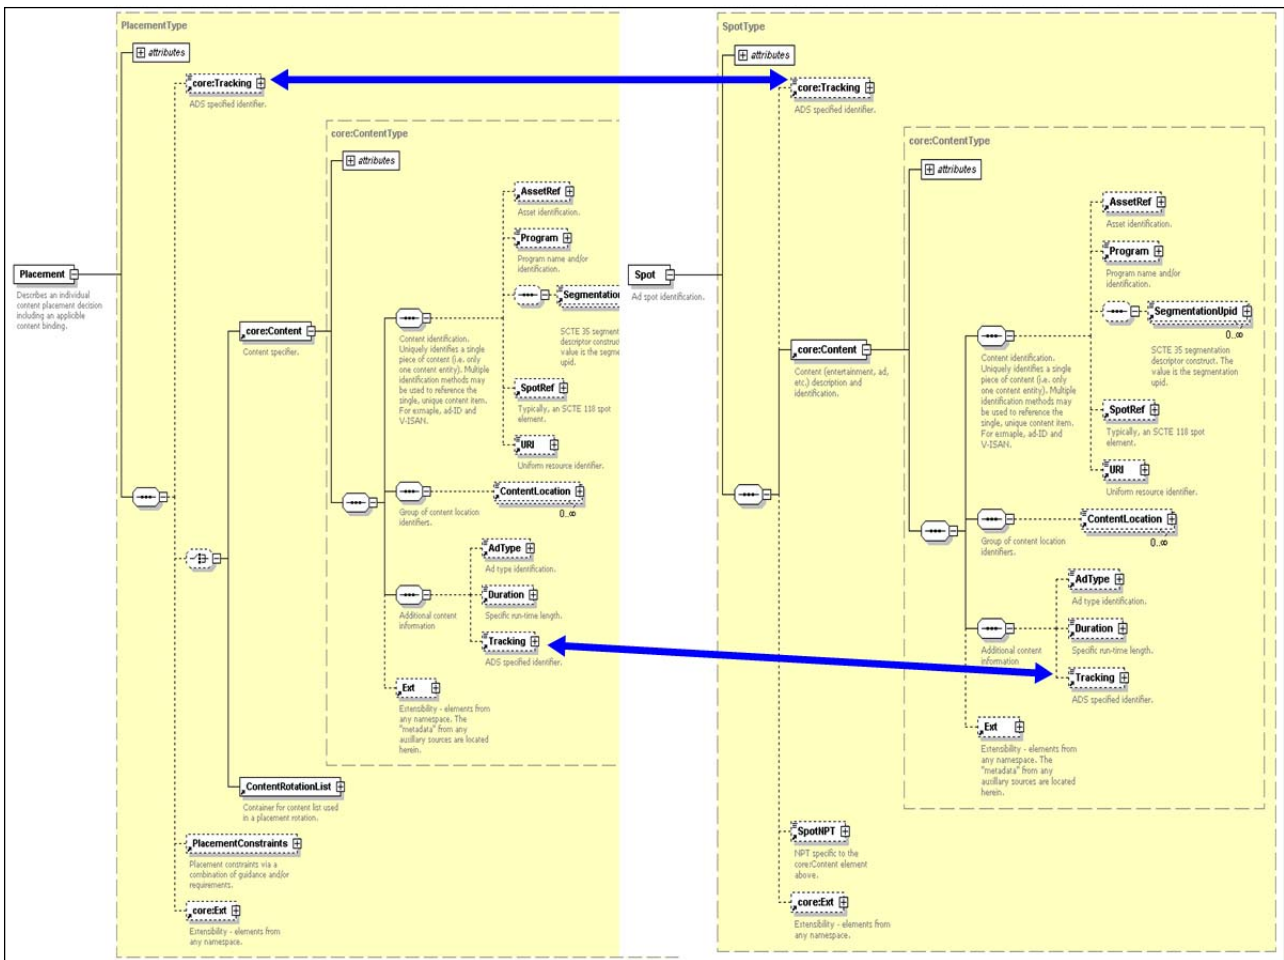 PlacementType
attributes
core:Tracking
ADS specified identifier.
core:ContentType
attributes
AssetRef
Asset identification.
Program
Program name and/or
identification.
Placement
Describes an individual
content placement decision
including an applicible
content binding.
Segmentation
core:Content
Content specifier.
Content identification.
Uniquely identifies a single
piece of content (i.e. only
one content entity). Multiple
identification methods may
be used to reference the
single, unique content item.
For exmaple, ad-ID and
V-ISAN.
SCTE 35 segment
descriptor construct
value is the segme
upid.
SpotRef
Typically, an SCTE 118 spot
element.
URI
Uniform resource identifier.
ContentLocation
0..∞
Group of content location
identifiers.
AdType
Ad type identification.
Duration
Specific run-time length.
Additional content
information
Tracking
ADS specified identifier.
Ext
Extensibility - elements from
any namespace. The
"metadata" from any
auxillary sources are located
herein.
ContentRotationList
Container for content list used
in a placement rotation.
PlacementConstraints
Placement constraints via a
combination of guidance and/or
requirements.
core:Ext
Extensibility - elements from
any namespace.
SpotType
attributes
core:Tracking
ADS specified identifier.
core:ContentType
attributes
AssetRef
Asset identification.
Program
Program name and/or
identification.
Spot
Ad spot identification.
SegmentationUpid
0..∞
core:Content
Content (entertainment, ad,
etc.) description and
identification.
Content identification.
Uniquely identifies a single
piece of content (i.e. only
one content entity). Multiple
identification methods may
be used to reference the
single, unique content item.
For exmaple, ad-ID and
V-ISAN.
SCTE 35 segmentation
descriptor construct. The
value is the segmentation
upid.
SpotRef
Typically, an SCTE 118 spot
element.
URI
Uniform resource identifier.
ContentLocation
0..∞
Group of content location
identifiers.
AdType
Ad type identification.
Duration
Specific run-time length.
Additional content
information
Tracking
ADS specified identifier.
Ext
Extensibility - elements from
any namespace. The
"metadata" from any
auxillary sources are located
herein.
SpotNPT
NPT specific to the
core:Content element
above.
core:Ext
Extensibility - elements from
any namespace.